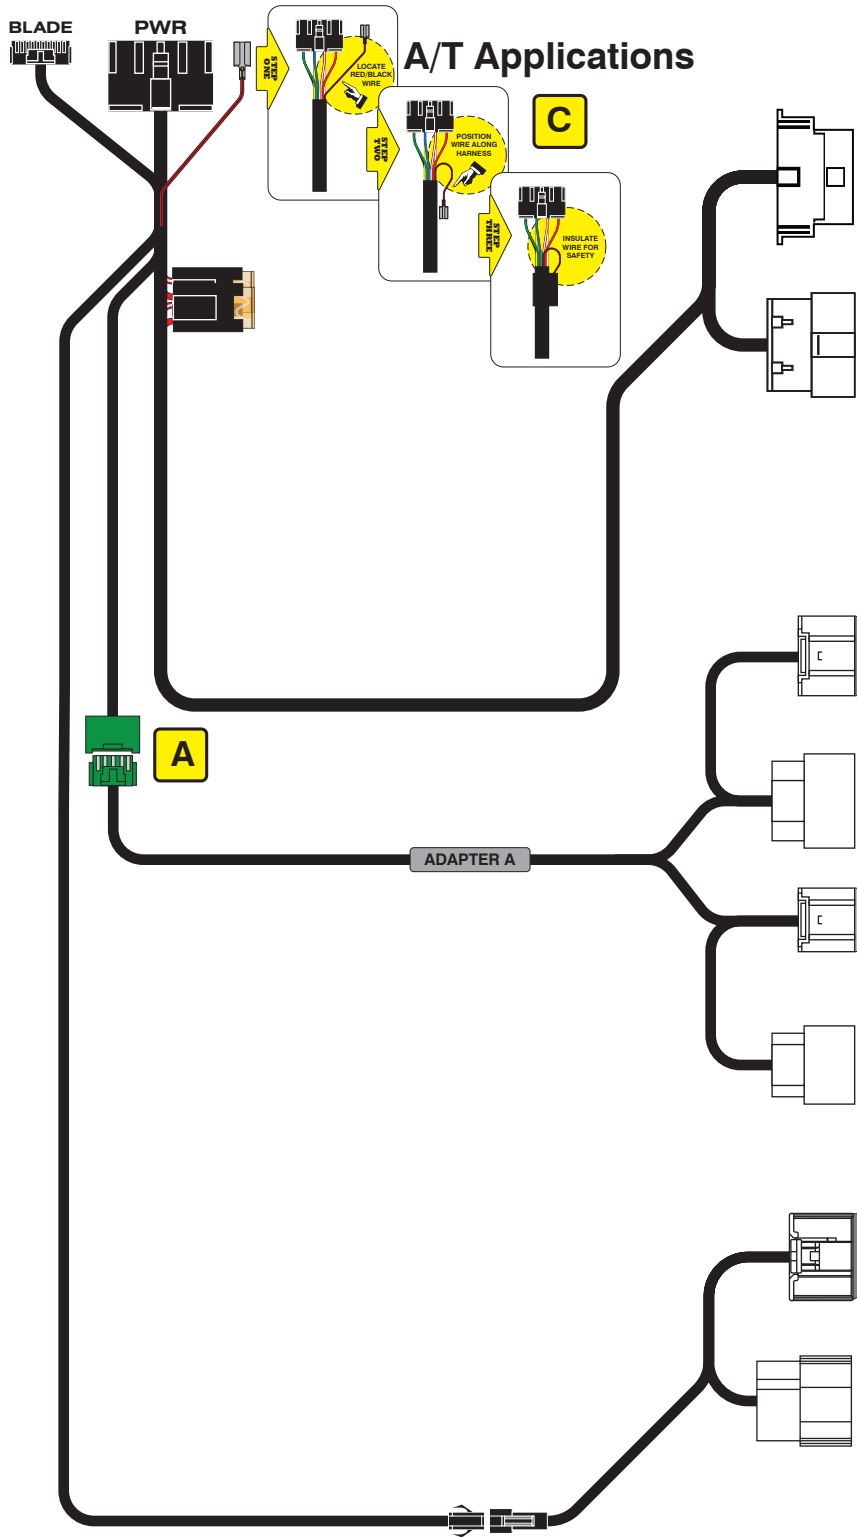 BLADE
PWR
A/T Applications
STEP
ONE
LOCATE
RED/BLACK
WIRE
C
STEP
TWO
POSITION
WIRE ALONG
HARNESS
STEP
THREE
INSULATE
WIRE FOR
SAFETY
A
ADAPTER A